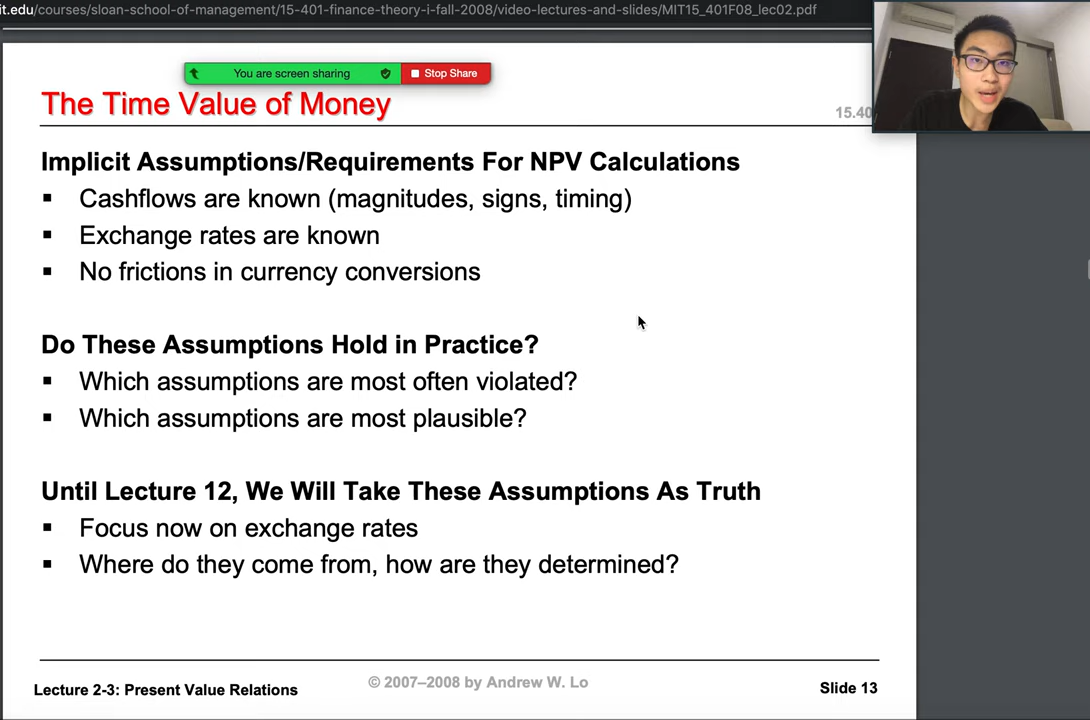 it.edu/courses/sloan-school-of-management/15-401-finance-theory-i-fall-2008/video-lectures-and-slides/MIT15_401F08_lec02.pdf
You are screen sharing
Stop Share
The Time Value of Money
15.40
Implicit Assumptions/Requirements For NPV Calculations
▪ Cashflows are known (magnitudes, signs, timing)
▪ Exchange rates are known
▪ No frictions in currency conversions
Do These Assumptions Hold in Practice?
▪ Which assumptions are most often violated?
▪ Which assumptions are most plausible?
Until Lecture 12, We Will Take These Assumptions As Truth
▪ Focus now on exchange rates
▪ Where do they come from, how are they determined?
Lecture 2-3: Present Value Relations
© 2007–2008 by Andrew W. Lo
Slide 13